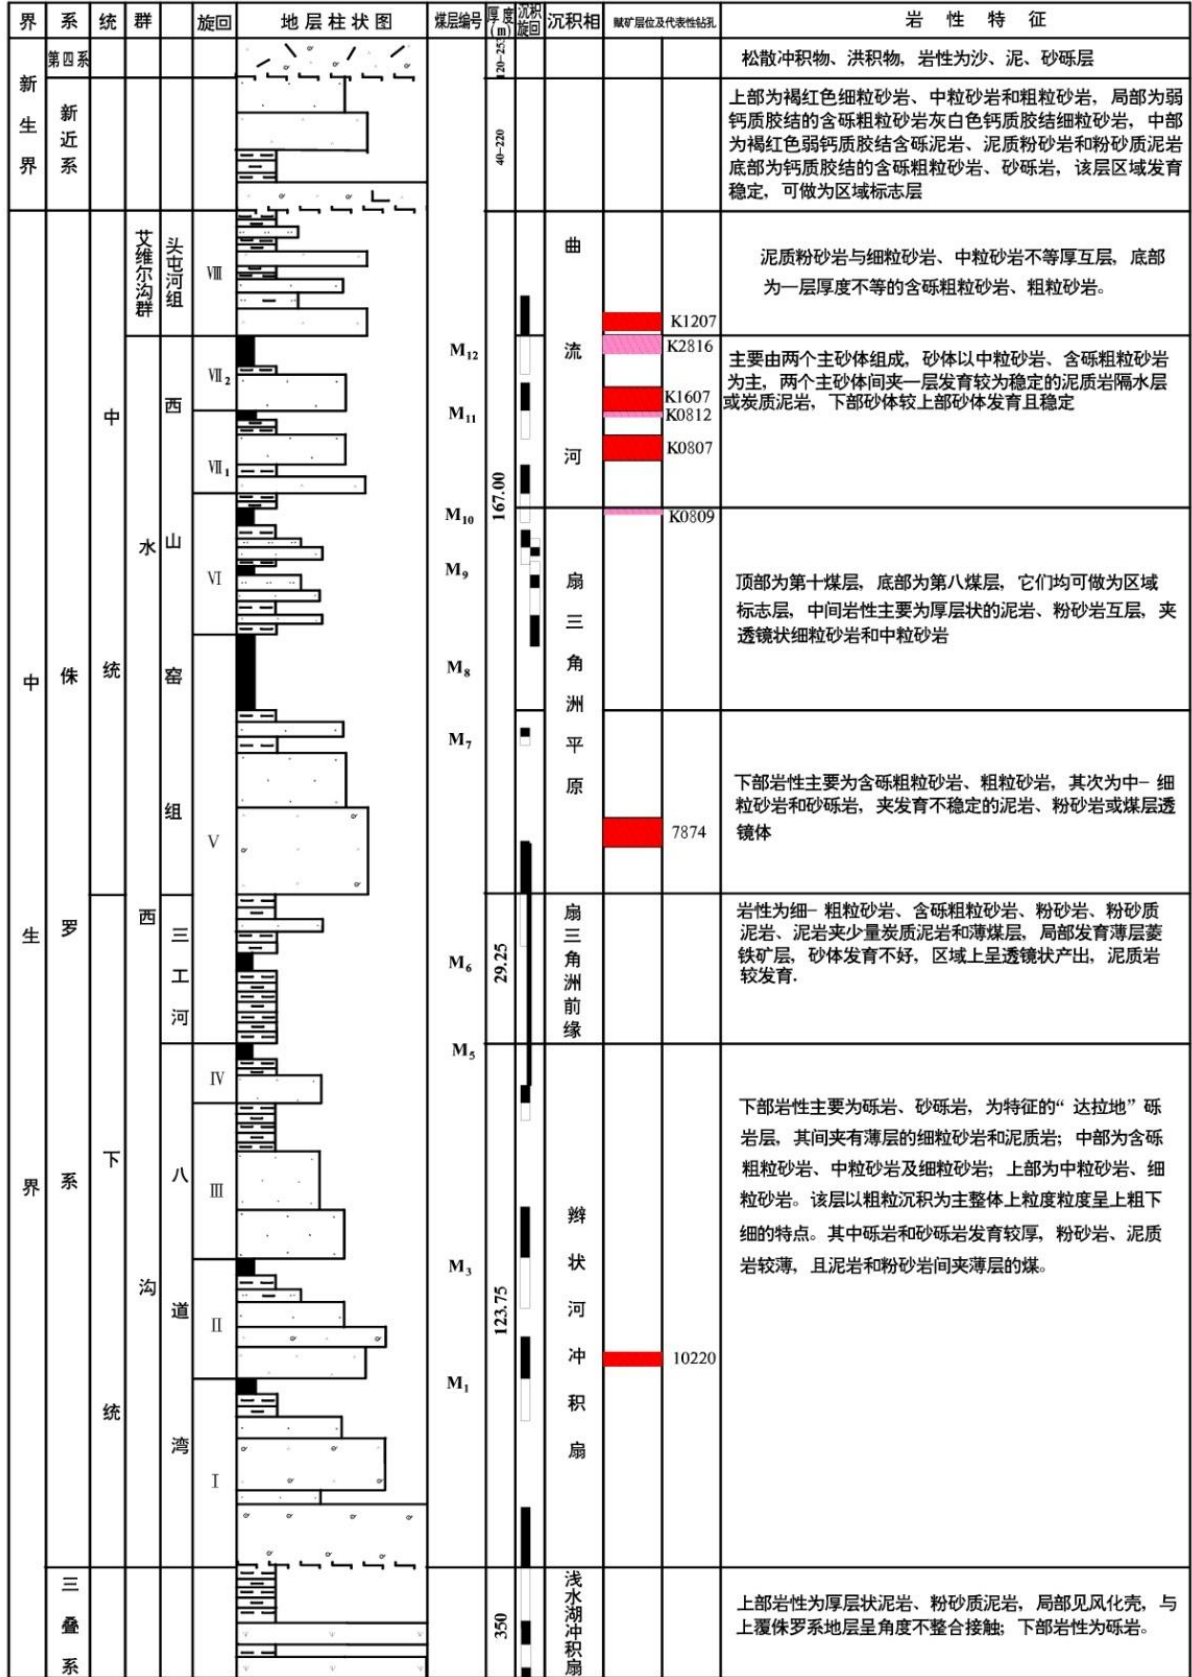 界 系 统 群 旋回 地层柱状图 煤层编号 厚度(m) 沉积旋回 沉积相 赋矿层位及代表性钻孔 岩性特征
新生界
第四系
120-253
松散冲积物、洪积物，岩性为沙、泥、砂砾层
新近系
40-220
上部为褐红色细粒砂岩、中粒砂岩和粗粒砂岩，局部为弱
钙质胶结的含砾粗粒砂岩灰白色钙质胶结细粒砂岩，中部
为褐红色弱钙质胶结含砾泥岩、泥质粉砂岩和粉砂质泥岩
底部为钙质胶结的含砾粗粒砂岩、砂砾岩，该层区域发育
稳定，可做为区域标志层
中生界
侏罗系
中统
艾维尔沟群
头屯河组
Ⅷ
曲流河
K1207
泥质粉砂岩与细粒砂岩、中粒砂岩不等厚互层，底部
为一层厚度不等的含砾粗粒砂岩、粗粒砂岩。
水西沟
西山窑组
Ⅶ2
M12
K2816
K1607
M11
K0812
Ⅶ1
K0807
167.00
主要由两个主砂体组成，砂体以中粒砂岩、含砾粗粒砂岩
为主，两个主砂体间夹一层发育较为稳定的泥质岩隔水层
或炭质泥岩，下部砂体较上部砂体发育且稳定
M10
K0809
Ⅵ
M9
M8
扇三角洲平原
顶部为第十煤层，底部为第八煤层，它们均可做为区域
标志层，中间岩性主要为厚层状的泥岩、粉砂岩互层，夹
透镜状细粒砂岩和中粒砂岩
M7
Ⅴ
7874
下部岩性主要为含砾粗粒砂岩、粗粒砂岩，其次为中- 细
粒砂岩和砂砾岩，夹发育不稳定的泥岩、粉砂岩或煤层透
镜体
下统
三工河
M6
29.25
扇三角洲前缘
岩性为细- 粗粒砂岩、含砾粗粒砂岩、粉砂岩、粉砂质
泥岩、泥岩夹少量炭质泥岩和薄煤层，局部发育薄层菱
铁矿层，砂体发育不好，区域上呈透镜状产出，泥质岩
较发育.
八道湾
M5
Ⅳ
Ⅲ
M3
Ⅱ
M1
Ⅰ
123.75
辫状河冲积扇
10220
下部岩性主要为砾岩、砂砾岩，为特征的“ 达拉地”砾
岩层，其间夹有薄层的细粒砂岩和泥质岩；中部为含砾
粗粒砂岩、中粒砂岩及细粒砂岩；上部为中粒砂岩、细
粒砂岩。该层以粗粒沉积为主整体上粒度粒度呈上粗下
细的特点。其中砾岩和砂砾岩发育较厚，粉砂岩、泥质
岩较薄，且泥岩和粉砂岩间夹薄层的煤。
三叠系
350
浅水湖冲积扇
上部岩性为厚层状泥岩、粉砂质泥岩，局部见风化壳，与
上覆侏罗系地层呈角度不整合接触；下部岩性为砾岩。